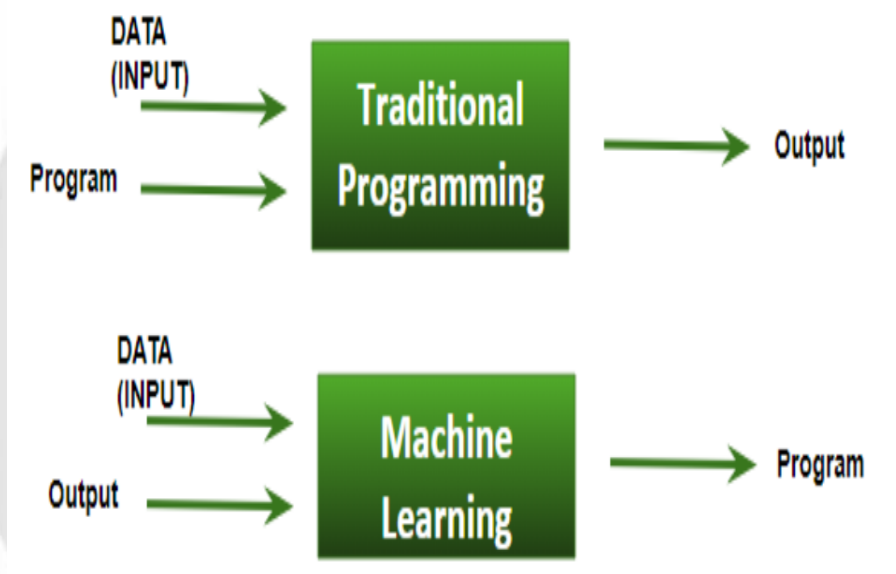 DATA
(INPUT)
Program
Traditional
Programming
Output
DATA
(INPUT)
Output
Machine
Learning
Program